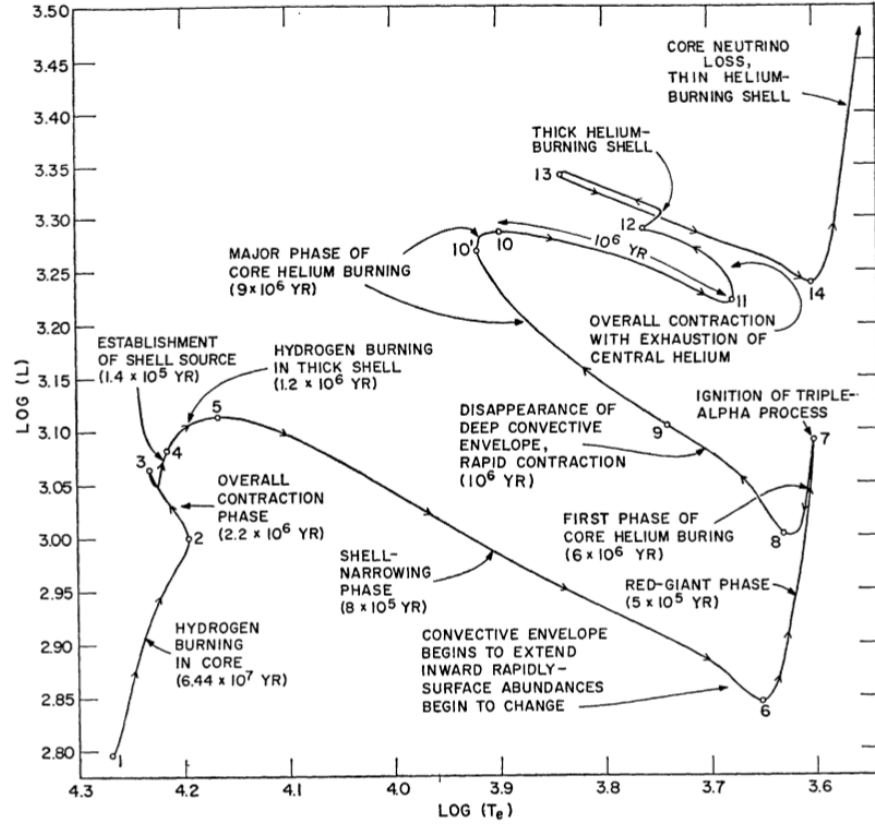 3.50
3.45
3.40
3.35
3.30
3.25
3.20
3.15
3.10
3.05
3.00
2.95
2.90
2.85
2.80
LOG (L)
4.3
4.2
4.1
4.0
3.9
3.8
3.7
3.6
LOG (Te)
CORE NEUTRINO
LOSS,
THIN HELIUM-
BURNING SHELL
THICK HELIUM-
BURNING SHELL
13
12
10'
10
10⁶ YR
11
14
MAJOR PHASE OF
CORE HELIUM BURNING
(9 x 10⁶ YR)
OVERALL CONTRACTION
WITH EXHAUSTION OF
CENTRAL HELIUM
ESTABLISHMENT
OF SHELL SOURCE
(1.4 x 10⁵ YR)
HYDROGEN BURNING
IN THICK SHELL
(1.2 x 10⁶ YR)
IGNITION OF TRIPLE-
ALPHA PROCESS
5
3
4
9
7
DISAPPEARANCE OF
DEEP CONVECTIVE
ENVELOPE,
RAPID CONTRACTION
(10⁶ YR)
OVERALL
CONTRACTION
PHASE
(2.2 x 10⁶ YR)
2
FIRST PHASE OF
CORE HELIUM BURING
(6 x 10⁶ YR)
8
SHELL-
NARROWING
PHASE
(8 x 10⁵ YR)
RED-GIANT PHASE
(5 x 10⁵ YR)
HYDROGEN
BURNING
IN CORE
(6.44 x 10⁷ YR)
CONVECTIVE ENVELOPE
BEGINS TO EXTEND
INWARD RAPIDLY-
SURFACE ABUNDANCES
BEGIN TO CHANGE
6
1